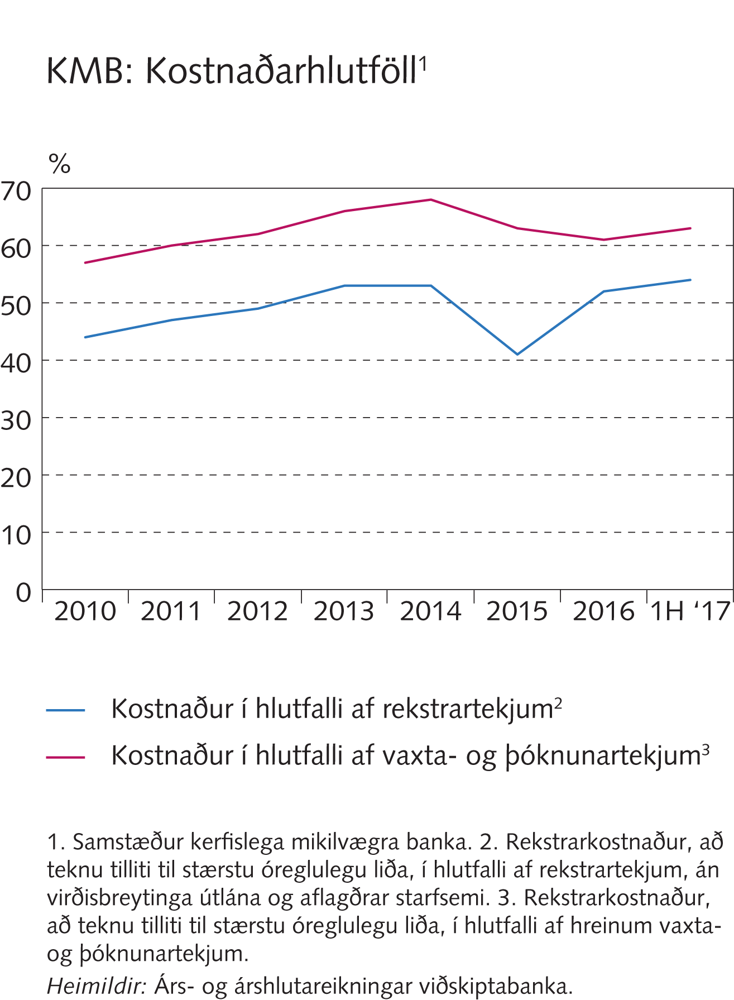 KMB: Kostnaðarhlutföll¹
%
70
60
50
40
30
20
10
0
2010 2011 2012 2013 2014 2015 2016 1H ‘17
Kostnaður í hlutfalli af rekstrartekjum²
Kostnaður í hlutfalli af vaxta- og þóknunartekjum³
1. Samstæður kerfislega mikilvægra banka. 2. Rekstrarkostnaður, að
teknu tilliti til stærstu óreglulegu liða, í hlutfalli af rekstrartekjum, án
virðisbreytinga útlána og aflagðrar starfsemi. 3. Rekstrarkostnaður,
að teknu tilliti til stærstu óreglulegu liða, í hlutfalli af hreinum vaxta-
og þóknunartekjum.
Heimildir: Árs- og árshlutareikningar viðskiptabanka.